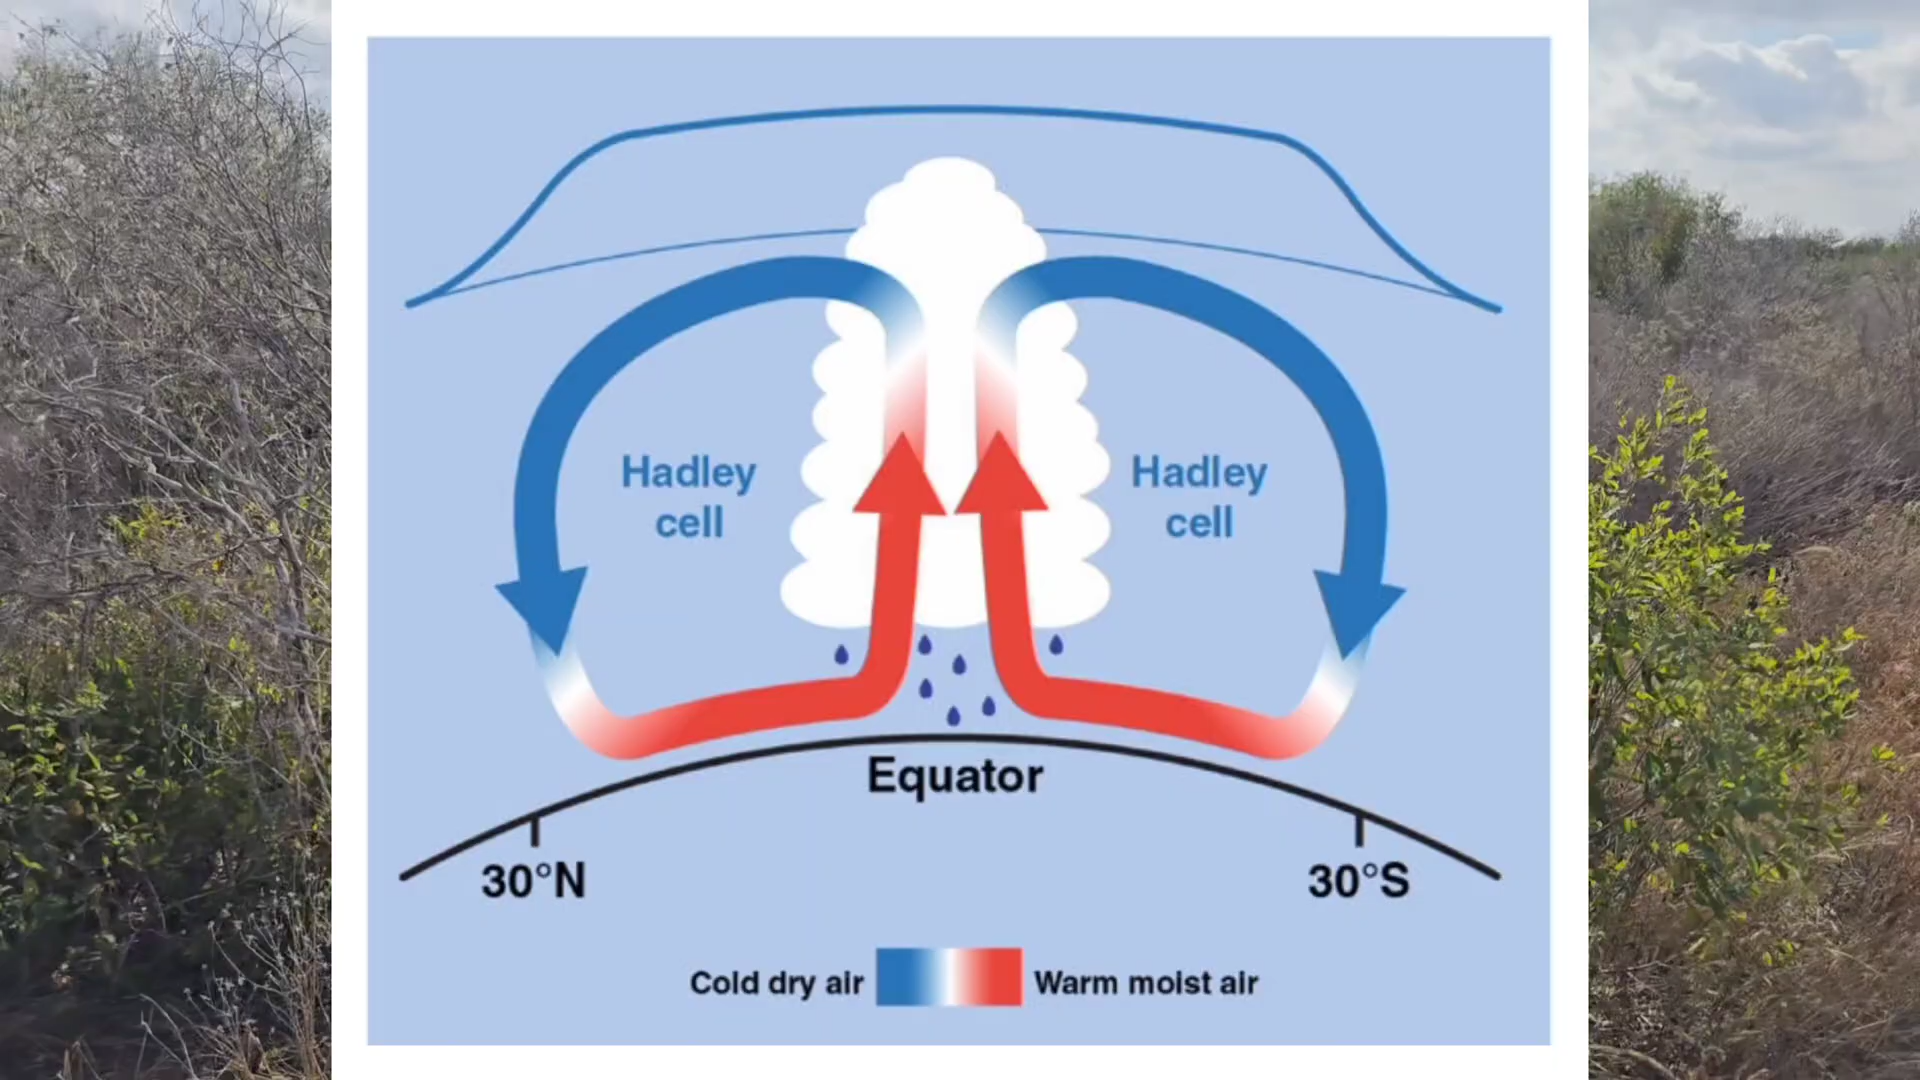 Hadley
cell
Hadley
cell
Equator
30°N
30°S
Cold dry air
Warm moist air